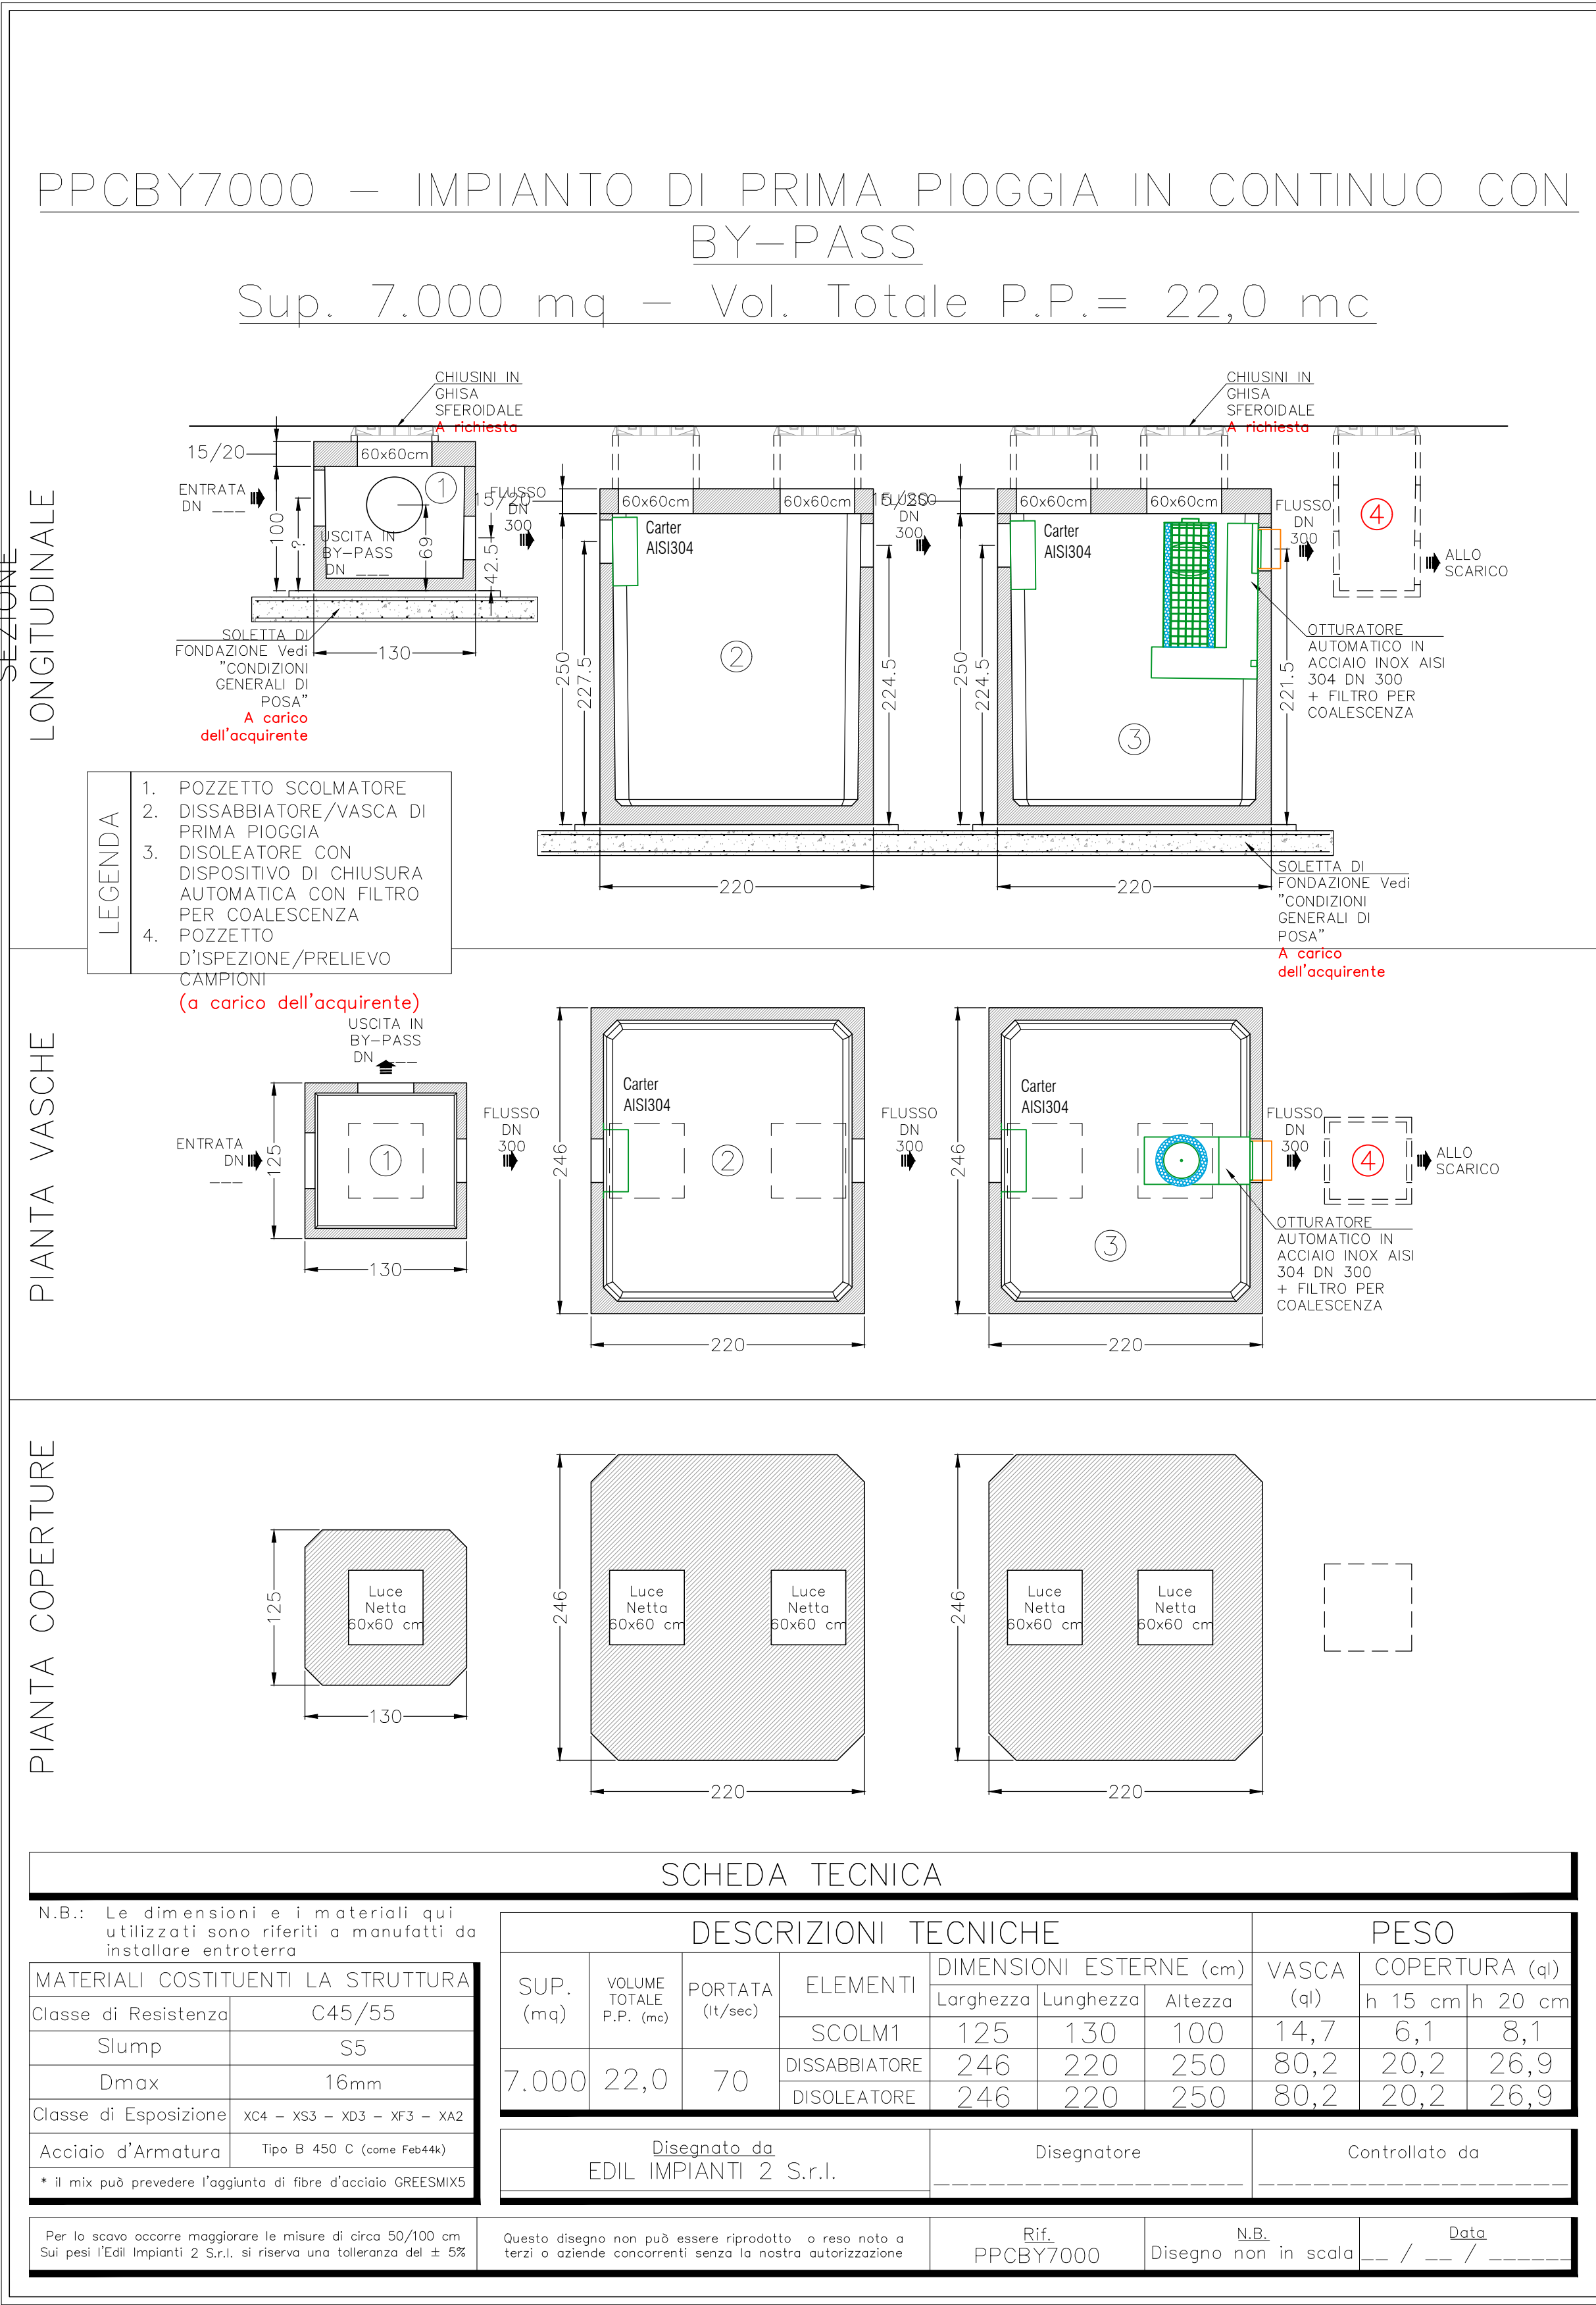 PPCBY7000 – IMPIANTO DI PRIMA PIOGGIA IN CONTINUO CON
BY–PASS
Sup. 7.000 mq – Vol. Totale P.P.= 22,0 mc
SEZIONE
LONGITUDINALE
CHIUSINI IN
GHISA
SFEROIDALE
A richiesta
15/20
60x60cm
1
ENTRATA
DN ___
100
?
USCITA IN
BY–PASS
DN ___
69
42.5
FLUSSO
DN
300
SOLETTA DI
FONDAZIONE Vedi
"CONDIZIONI
GENERALI DI
POSA"
A carico
dell'acquirente
130
15/20
60x60cm
60x60cm
Carter
AISI304
2
250
227.5
224.5
220
FLUSSO
DN
300
15/20
CHIUSINI IN
GHISA
SFEROIDALE
A richiesta
60x60cm
60x60cm
Carter
AISI304
3
250
224.5
221.5
220
FLUSSO
DN
300
4
ALLO
SCARICO
OTTURATORE
AUTOMATICO IN
ACCIAIO INOX AISI
304 DN 300
+ FILTRO PER
COALESCENZA
SOLETTA DI
FONDAZIONE Vedi
"CONDIZIONI
GENERALI DI
POSA"
A carico
dell'acquirente
LEGENDA
1. POZZETTO SCOLMATORE
2. DISSABBIATORE/VASCA DI
PRIMA PIOGGIA
3. DISOLEATORE CON
DISPOSITIVO DI CHIUSURA
AUTOMATICA CON FILTRO
PER COALESCENZA
4. POZZETTO
D'ISPEZIONE/PRELIEVO
CAMPIONI
(a carico dell'acquirente)
PIANTA VASCHE
USCITA IN
BY–PASS
DN ___
ENTRATA
DN
___
125
1
130
FLUSSO
DN
300
246
Carter
AISI304
2
220
FLUSSO
DN
300
246
Carter
AISI304
3
220
FLUSSO
DN
300
4
ALLO
SCARICO
OTTURATORE
AUTOMATICO IN
ACCIAIO INOX AISI
304 DN 300
+ FILTRO PER
COALESCENZA
PIANTA COPERTURE
125
Luce
Netta
60x60 cm
130
246
Luce
Netta
60x60 cm
Luce
Netta
60x60 cm
220
246
Luce
Netta
60x60 cm
Luce
Netta
60x60 cm
220
SCHEDA TECNICA
N.B.: Le dimensioni e i materiali qui
utilizzati sono riferiti a manufatti da
installare entroterra
MATERIALI COSTITUENTI LA STRUTTURA
Classe di Resistenza C45/55
Slump S5
Dmax 16mm
Classe di Esposizione XC4 – XS3 – XD3 – XF3 – XA2
Acciaio d'Armatura Tipo B 450 C (come Feb44k)
* il mix può prevedere l'aggiunta di fibre d'acciaio GREESMIX5
DESCRIZIONI TECNICHE PESO
SUP.
(mq)
VOLUME
TOTALE
P.P. (mc)
PORTATA
(lt/sec)
ELEMENTI
DIMENSIONI ESTERNE (cm)
Larghezza Lunghezza Altezza
VASCA
(ql)
COPERTURA (ql)
h 15 cm h 20 cm
SCOLM1 125 130 100 14,7 6,1 8,1
7.000 22,0 70
DISSABBIATORE 246 220 250 80,2 20,2 26,9
DISOLEATORE 246 220 250 80,2 20,2 26,9
Disegnato da
EDIL IMPIANTI 2 S.r.l.
Disegnatore
Controllato da
Per lo scavo occorre maggiorare le misure di circa 50/100 cm
Sui pesi l'Edil Impianti 2 S.r.l. si riserva una tolleranza del ± 5%
Questo disegno non può essere riprodotto o reso noto a
terzi o aziende concorrenti senza la nostra autorizzazione
Rif.
PPCBY7000
N.B.
Disegno non in scala
Data
__ / __ / ______